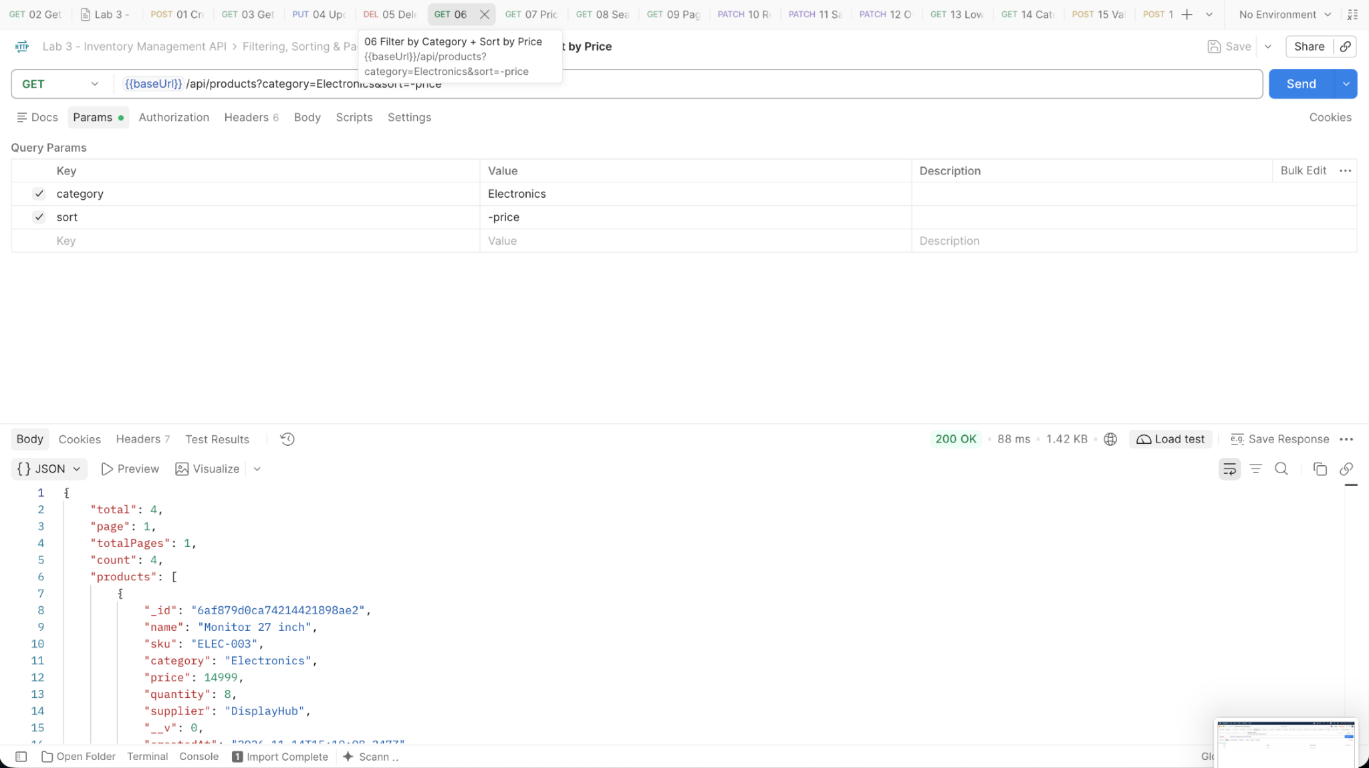 GET 02 Get
Lab 3 -
POST 01 Cr
GET 03 Get
PUT 04 Upd
DEL 05 Dele
GET 06
GET 07 Pric
GET 08 Sea
GET 09 Pag
PATCH 10 R
PATCH 11 Sa
PATCH 12 O
GET 13 Low
GET 14 Cat
POST 15 Val
POST 1
No Environment
HTTP
Lab 3 - Inventory Management API > Filtering, Sorting & Pa
t by Price
Save
Share
06 Filter by Category + Sort by Price
{{baseUrl}}/api/products?
category=Electronics&sort=-price
GET
{{baseUrl}} /api/products?category=Electronics&sort=-price
Send
Docs
Params
Authorization
Headers 6
Body
Scripts
Settings
Cookies
Query Params
Key
Value
Description
Bulk Edit
category
Electronics
sort
-price
Key
Value
Description
Body
Cookies
Headers 7
Test Results
200 OK
88 ms
1.42 KB
Load test
e.g. Save Response
{} JSON
Preview
Visualize
1 {
2 "total": 4,
3 "page": 1,
4 "totalPages": 1,
5 "count": 4,
6 "products": [
7 {
8 "_id": "6af879d0ca74214421898ae2",
9 "name": "Monitor 27 inch",
10 "sku": "ELEC-003",
11 "category": "Electronics",
12 "price": 14999,
13 "quantity": 8,
14 "supplier": "DisplayHub",
15 "__v": 0,
Open Folder
Terminal
Console
1 Import Complete
Scann ..
Glo